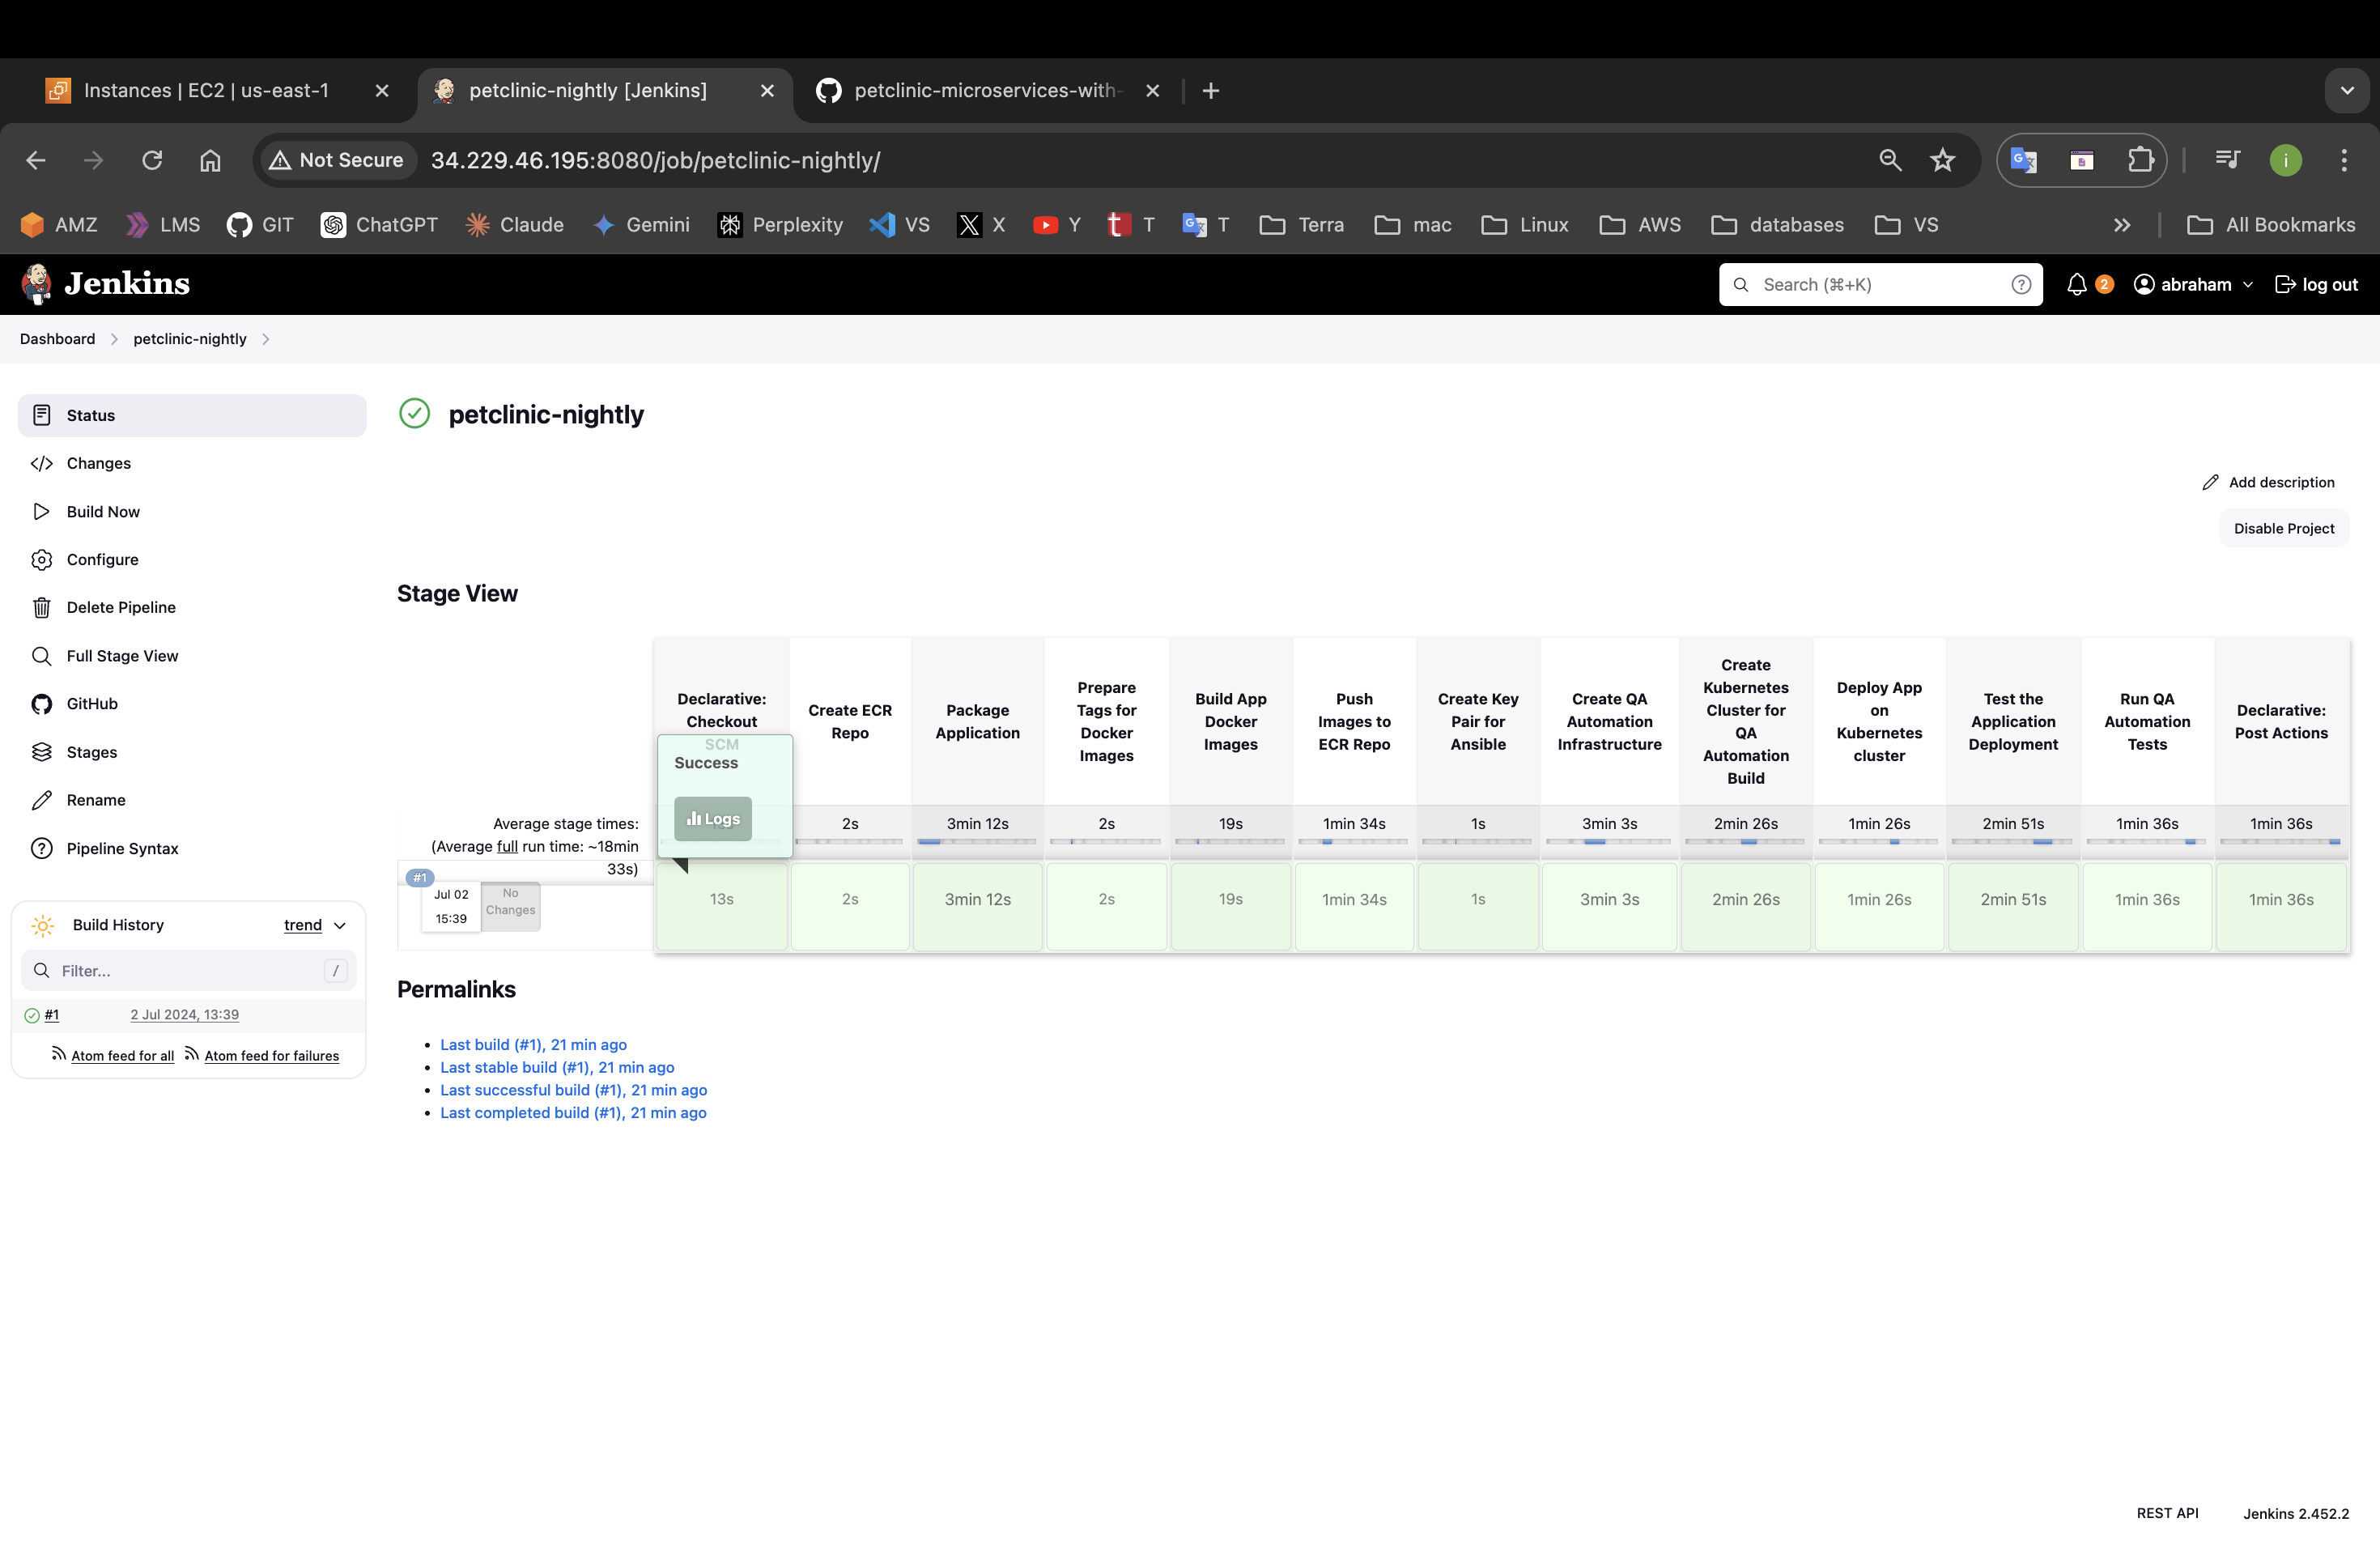 Instances | EC2 | us-east-1
petclinic-nightly [Jenkins]
petclinic-microservices-with-
Not Secure
34.229.46.195:8080/job/petclinic-nightly/
i
AMZ
LMS
GIT
ChatGPT
Claude
Gemini
Perplexity
VS
X
Y
T
T
Terra
mac
Linux
AWS
databases
VS
All Bookmarks
Jenkins
Search (⌘+K)
2
abraham
log out
Dashboard
petclinic-nightly
Status
Changes
Build Now
Configure
Delete Pipeline
Full Stage View
GitHub
Stages
Rename
Pipeline Syntax
Build History
trend
Filter...
/
#1
2 Jul 2024, 13:39
Atom feed for all
Atom feed for failures
petclinic-nightly
Add description
Disable Project
Stage View
Declarative:
Checkout
SCM
Create ECR
Repo
Package
Application
Prepare
Tags for
Docker
Images
Build App
Docker
Images
Push
Images to
ECR Repo
Create Key
Pair for
Ansible
Create QA
Automation
Infrastructure
Create
Kubernetes
Cluster for
QA
Automation
Build
Deploy App
on
Kubernetes
cluster
Test the
Application
Deployment
Run QA
Automation
Tests
Declarative:
Post Actions
Success
Logs
Average stage times:
(Average full run time: ~18min
33s)
2s
3min 12s
2s
19s
1min 34s
1s
3min 3s
2min 26s
1min 26s
2min 51s
1min 36s
1min 36s
#1
Jul 02
15:39
No
Changes
13s
2s
3min 12s
2s
19s
1min 34s
1s
3min 3s
2min 26s
1min 26s
2min 51s
1min 36s
1min 36s
Permalinks
Last build (#1), 21 min ago
Last stable build (#1), 21 min ago
Last successful build (#1), 21 min ago
Last completed build (#1), 21 min ago
REST API
Jenkins 2.452.2